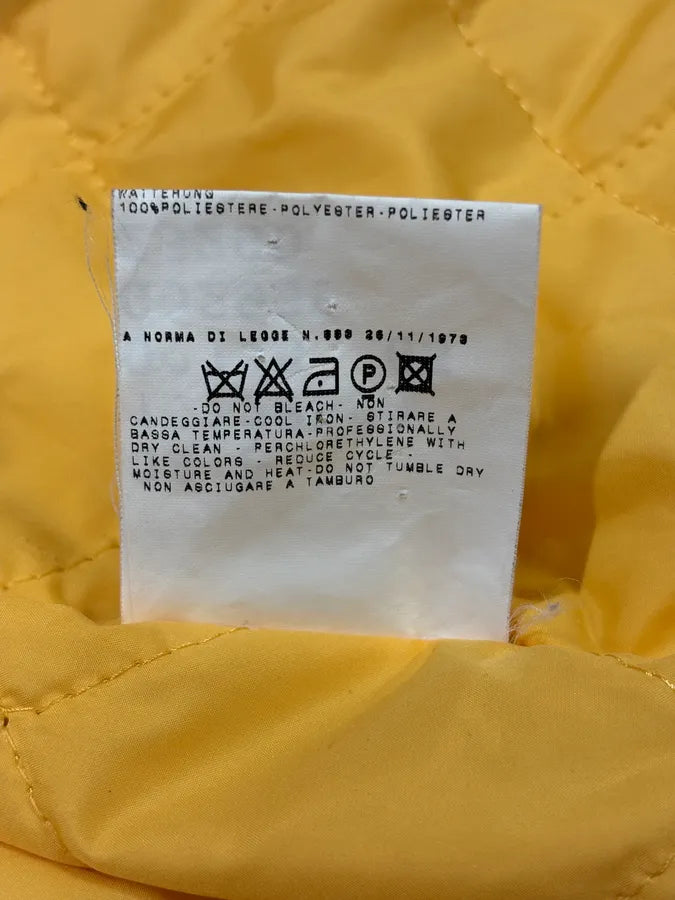 WATTERUNG
100%POLIESTERE-POLYESTER-POLIESTER
A NORMA DI LEGGE N.883 26/11/1973
P
-DO NOT BLEACH- NON
CANDEGGIARE-COOL IRON- STIRARE A
BASSA TEMPERATURA-PROFESSIONALLY
DRY CLEAN - PERCHLORETHYLENE WITH
LIKE COLORS - REDUCE CYCLE -
MOISTURE AND HEAT-DO NOT TUMBLE DRY
NON ASCIUGARE A TAMBURO